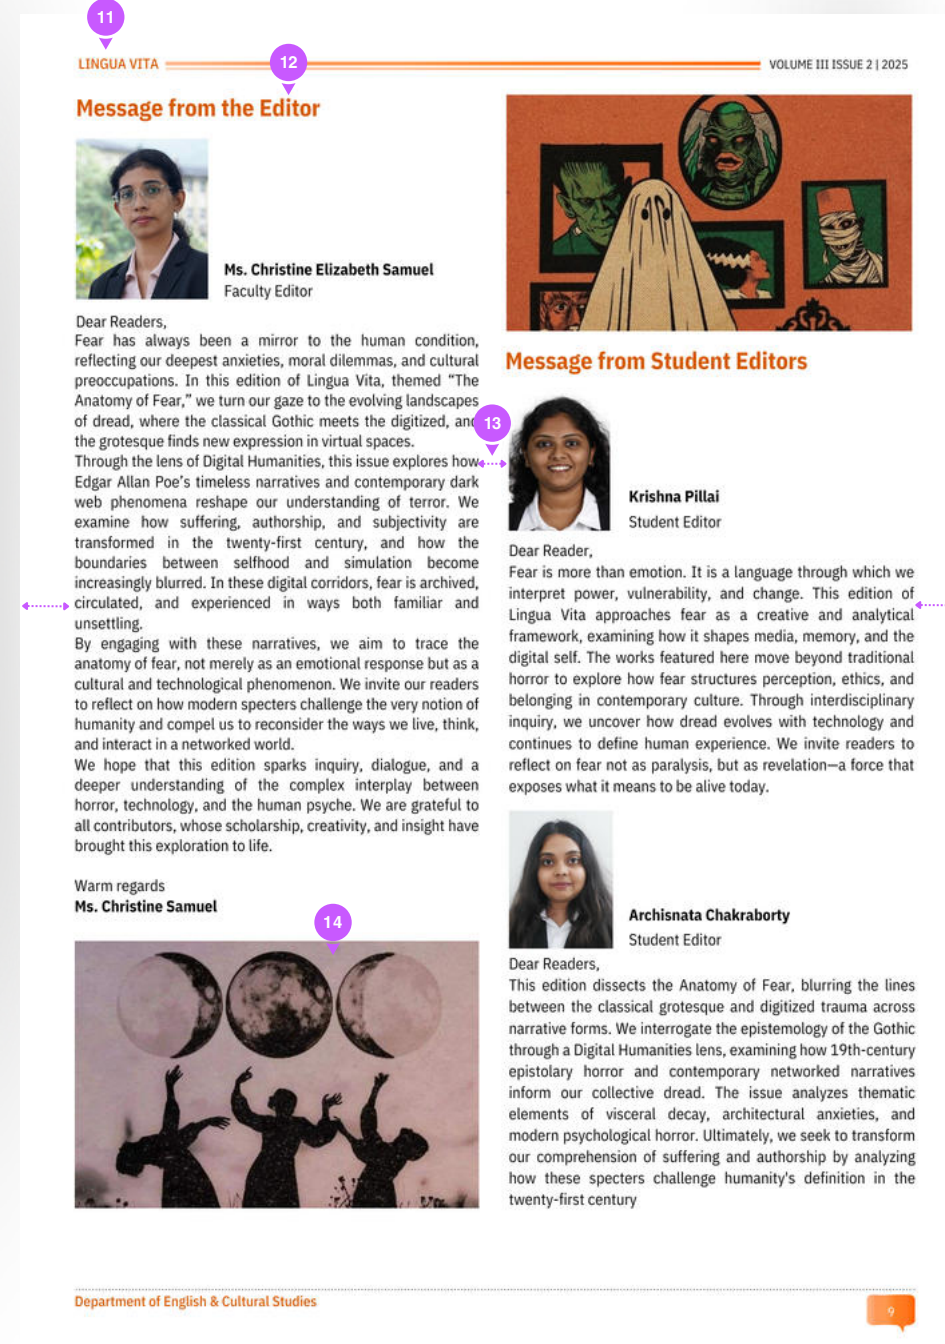 11
LINGUA VITA
12
VOLUME III ISSUE 2 | 2025
Message from the Editor
Ms. Christine Elizabeth Samuel
Faculty Editor
Dear Readers,
Fear has always been a mirror to the human condition,
reflecting our deepest anxieties, moral dilemmas, and cultural
preoccupations. In this edition of Lingua Vita, themed “The
Anatomy of Fear,” we turn our gaze to the evolving landscapes
of dread, where the classical Gothic meets the digitized, and
the grotesque finds new expression in virtual spaces.
Through the lens of Digital Humanities, this issue explores how
Edgar Allan Poe's timeless narratives and contemporary dark
web phenomena reshape our understanding of terror. We
examine how suffering, authorship, and subjectivity are
transformed in the twenty-first century, and how the
boundaries between selfhood and simulation become
increasingly blurred. In these digital corridors, fear is archived,
circulated, and experienced in ways both familiar and
unsettling.
By engaging with these narratives, we aim to trace the
anatomy of fear, not merely as an emotional response but as a
cultural and technological phenomenon. We invite our readers
to reflect on how modern specters challenge the very notion of
humanity and compel us to reconsider the ways we live, think,
and interact in a networked world.
We hope that this edition sparks inquiry, dialogue, and a
deeper understanding of the complex interplay between
horror, technology, and the human psyche. We are grateful to
all contributors, whose scholarship, creativity, and insight have
brought this exploration to life.
Warm regards
Ms. Christine Samuel
14
Message from Student Editors
13
Krishna Pillai
Student Editor
Dear Reader,
Fear is more than emotion. It is a language through which we
interpret power, vulnerability, and change. This edition of
Lingua Vita approaches fear as a creative and analytical
framework, examining how it shapes media, memory, and the
digital self. The works featured here move beyond traditional
horror to explore how fear structures perception, ethics, and
belonging in contemporary culture. Through interdisciplinary
inquiry, we uncover how dread evolves with technology and
continues to define human experience. We invite readers to
reflect on fear not as paralysis, but as revelation—a force that
exposes what it means to be alive today.
Archisnata Chakraborty
Student Editor
Dear Readers,
This edition dissects the Anatomy of Fear, blurring the lines
between the classical grotesque and digitized trauma across
narrative forms. We interrogate the epistemology of the Gothic
through a Digital Humanities lens, examining how 19th-century
epistolary horror and contemporary networked narratives
inform our collective dread. The issue analyzes thematic
elements of visceral decay, architectural anxieties, and
modern psychological horror. Ultimately, we seek to transform
our comprehension of suffering and authorship by analyzing
how these specters challenge humanity's definition in the
twenty-first century
Department of English & Cultural Studies
9